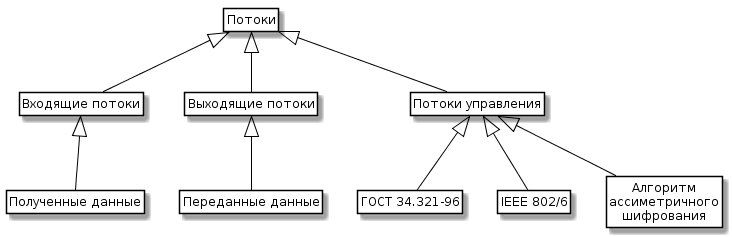 Потоки
Входящие потоки
Выходящие потоки
Потоки управления
Полученные данные
Переданные данные
ГОСТ 34.321-96
IEEE 802/6
Алгоритм
ассиметричного
шифрования